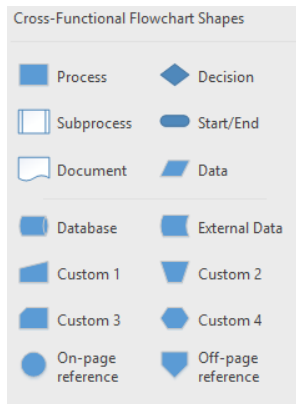 Cross-Functional Flowchart Shapes
Process
Decision
Subprocess
Start/End
Document
Data
Database
External Data
Custom 1
Custom 2
Custom 3
Custom 4
On-page
reference
Off-page
reference